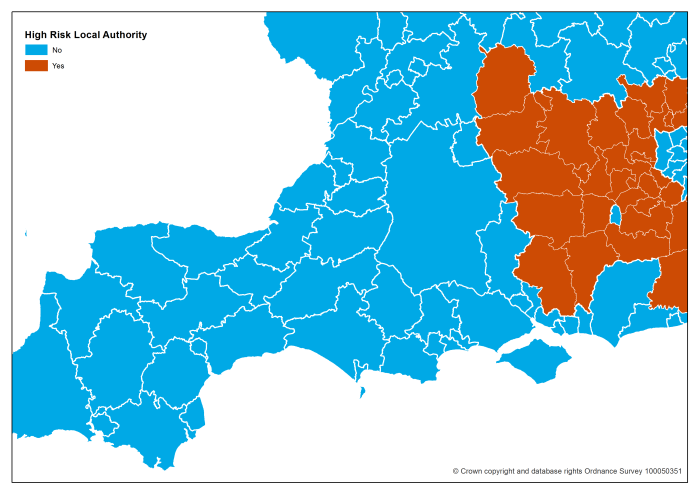 High Risk Local Authority
No
Yes
© Crown copyright and database rights Ordnance Survey 100050351